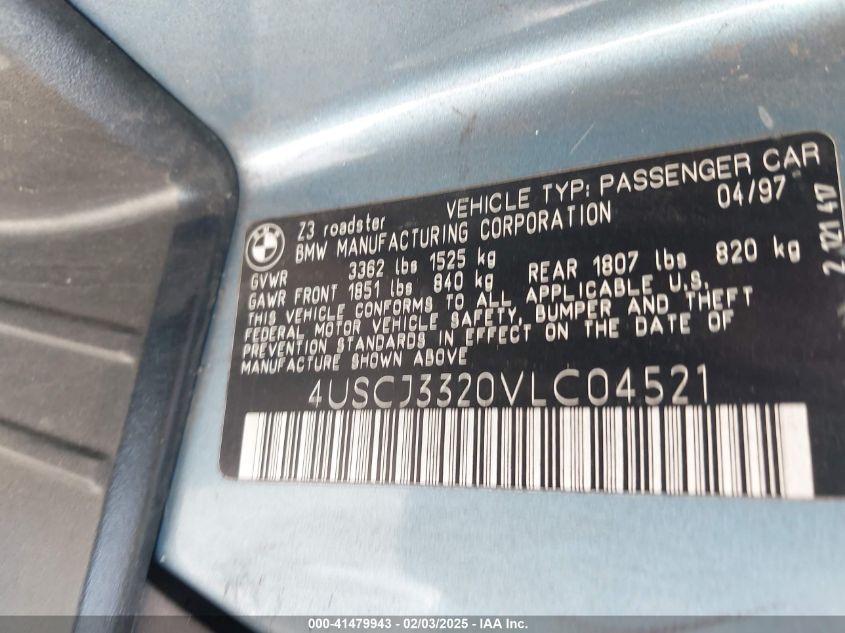 Z3 roadster VEHICLE TYP: PASSENGER CAR
BMW MANUFACTURING CORPORATION 04/97
GVWR 3362 lbs 1525 kg
GAWR FRONT 1851 lbs 840 kg REAR 1807 lbs 820 kg
THIS VEHICLE CONFORMS TO ALL APPLICABLE U.S.
FEDERAL MOTOR VEHICLE SAFETY, BUMPER AND THEFT
PREVENTION STANDARDS IN EFFECT ON THE DATE OF
MANUFACTURE SHOWN ABOVE
4USCJ3320VLC04521
2 121 417
000-41479943 - 02/03/2025 - IAA Inc.